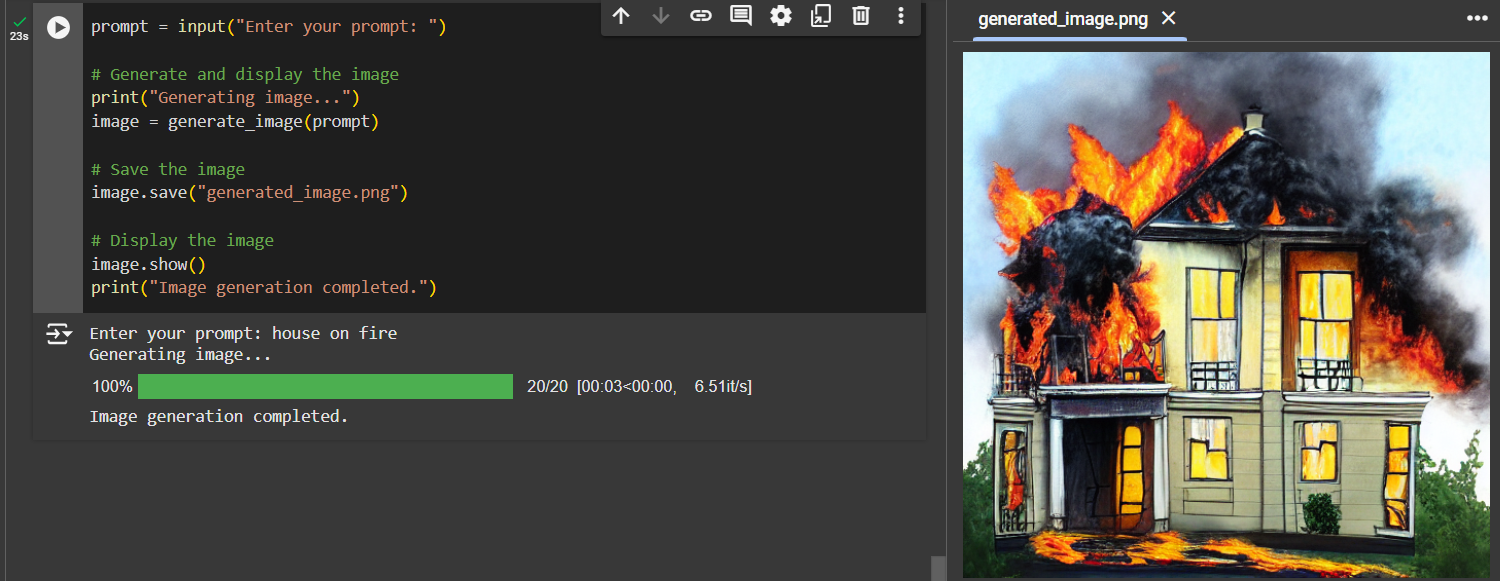 23s
prompt = input("Enter your prompt: ")
# Generate and display the image
print("Generating image...")
image = generate_image(prompt)
# Save the image
image.save("generated_image.png")
# Display the image
image.show()
print("Image generation completed.")
Enter your prompt: house on fire
Generating image...
100% 20/20 [00:03<00:00, 6.51it/s]
Image generation completed.
generated_image.png